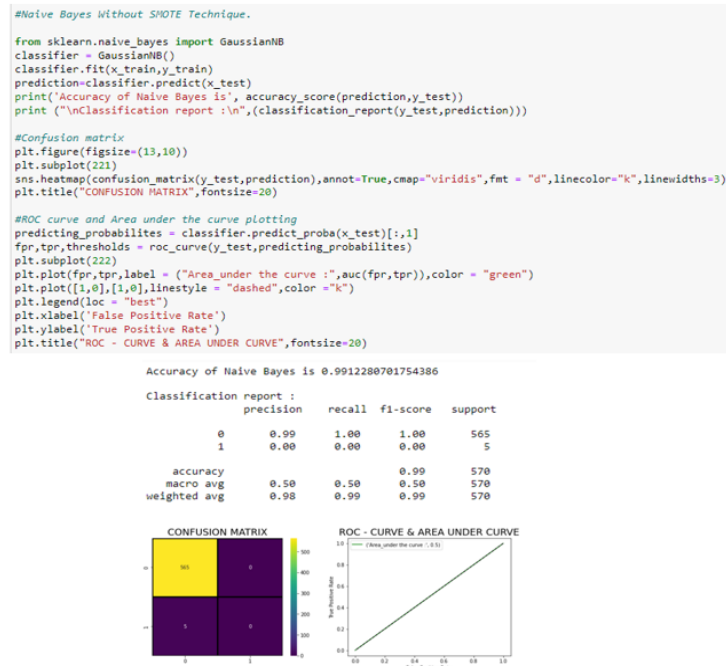 #Naive Bayes Without SMOTE Technique.
from sklearn.naive_bayes import GaussianNB
classifier = GaussianNB()
classifier.fit(x_train,y_train)
prediction=classifier.predict(x_test)
print('Accuracy of Naive Bayes is', accuracy_score(prediction,y_test))
print ("\nClassification report :\n",(classification_report(y_test,prediction)))
#Confusion matrix
plt.figure(figsize=(13,10))
plt.subplot(221)
sns.heatmap(confusion_matrix(y_test,prediction),annot=True,cmap="viridis",fmt = "d",linecolor="k",linewidths=3)
plt.title("CONFUSION MATRIX",fontsize=20)
#ROC curve and Area under the curve plotting
predicting_probabilites = classifier.predict_proba(x_test)[:,1]
fpr,tpr,thresholds = roc_curve(y_test,predicting_probabilites)
plt.subplot(222)
plt.plot(fpr,tpr,label = ("Area_under the curve :",auc(fpr,tpr)),color = "green")
plt.plot([1,0],[1,0],linestyle = "dashed",color ="k")
plt.legend(loc = "best")
plt.xlabel('False Positive Rate')
plt.ylabel('True Positive Rate')
plt.title("ROC - CURVE & AREA UNDER CURVE",fontsize=20)
Accuracy of Naive Bayes is 0.9912280701754386
Classification report :
precision recall f1-score support
0 0.99 1.00 1.00 565
1 0.00 0.00 0.00 5
accuracy 0.99 570
macro avg 0.50 0.50 0.50 570
weighted avg 0.98 0.99 0.99 570
CONFUSION MATRIX
565 0
5 0
0 1
0
1
500
400
300
200
100
0
ROC - CURVE & AREA UNDER CURVE
('Area_under the curve :', 0.5)
True Positive Rate
1.0
0.8
0.6
0.4
0.2
0.0
0.0 0.2 0.4 0.6 0.8 1.0